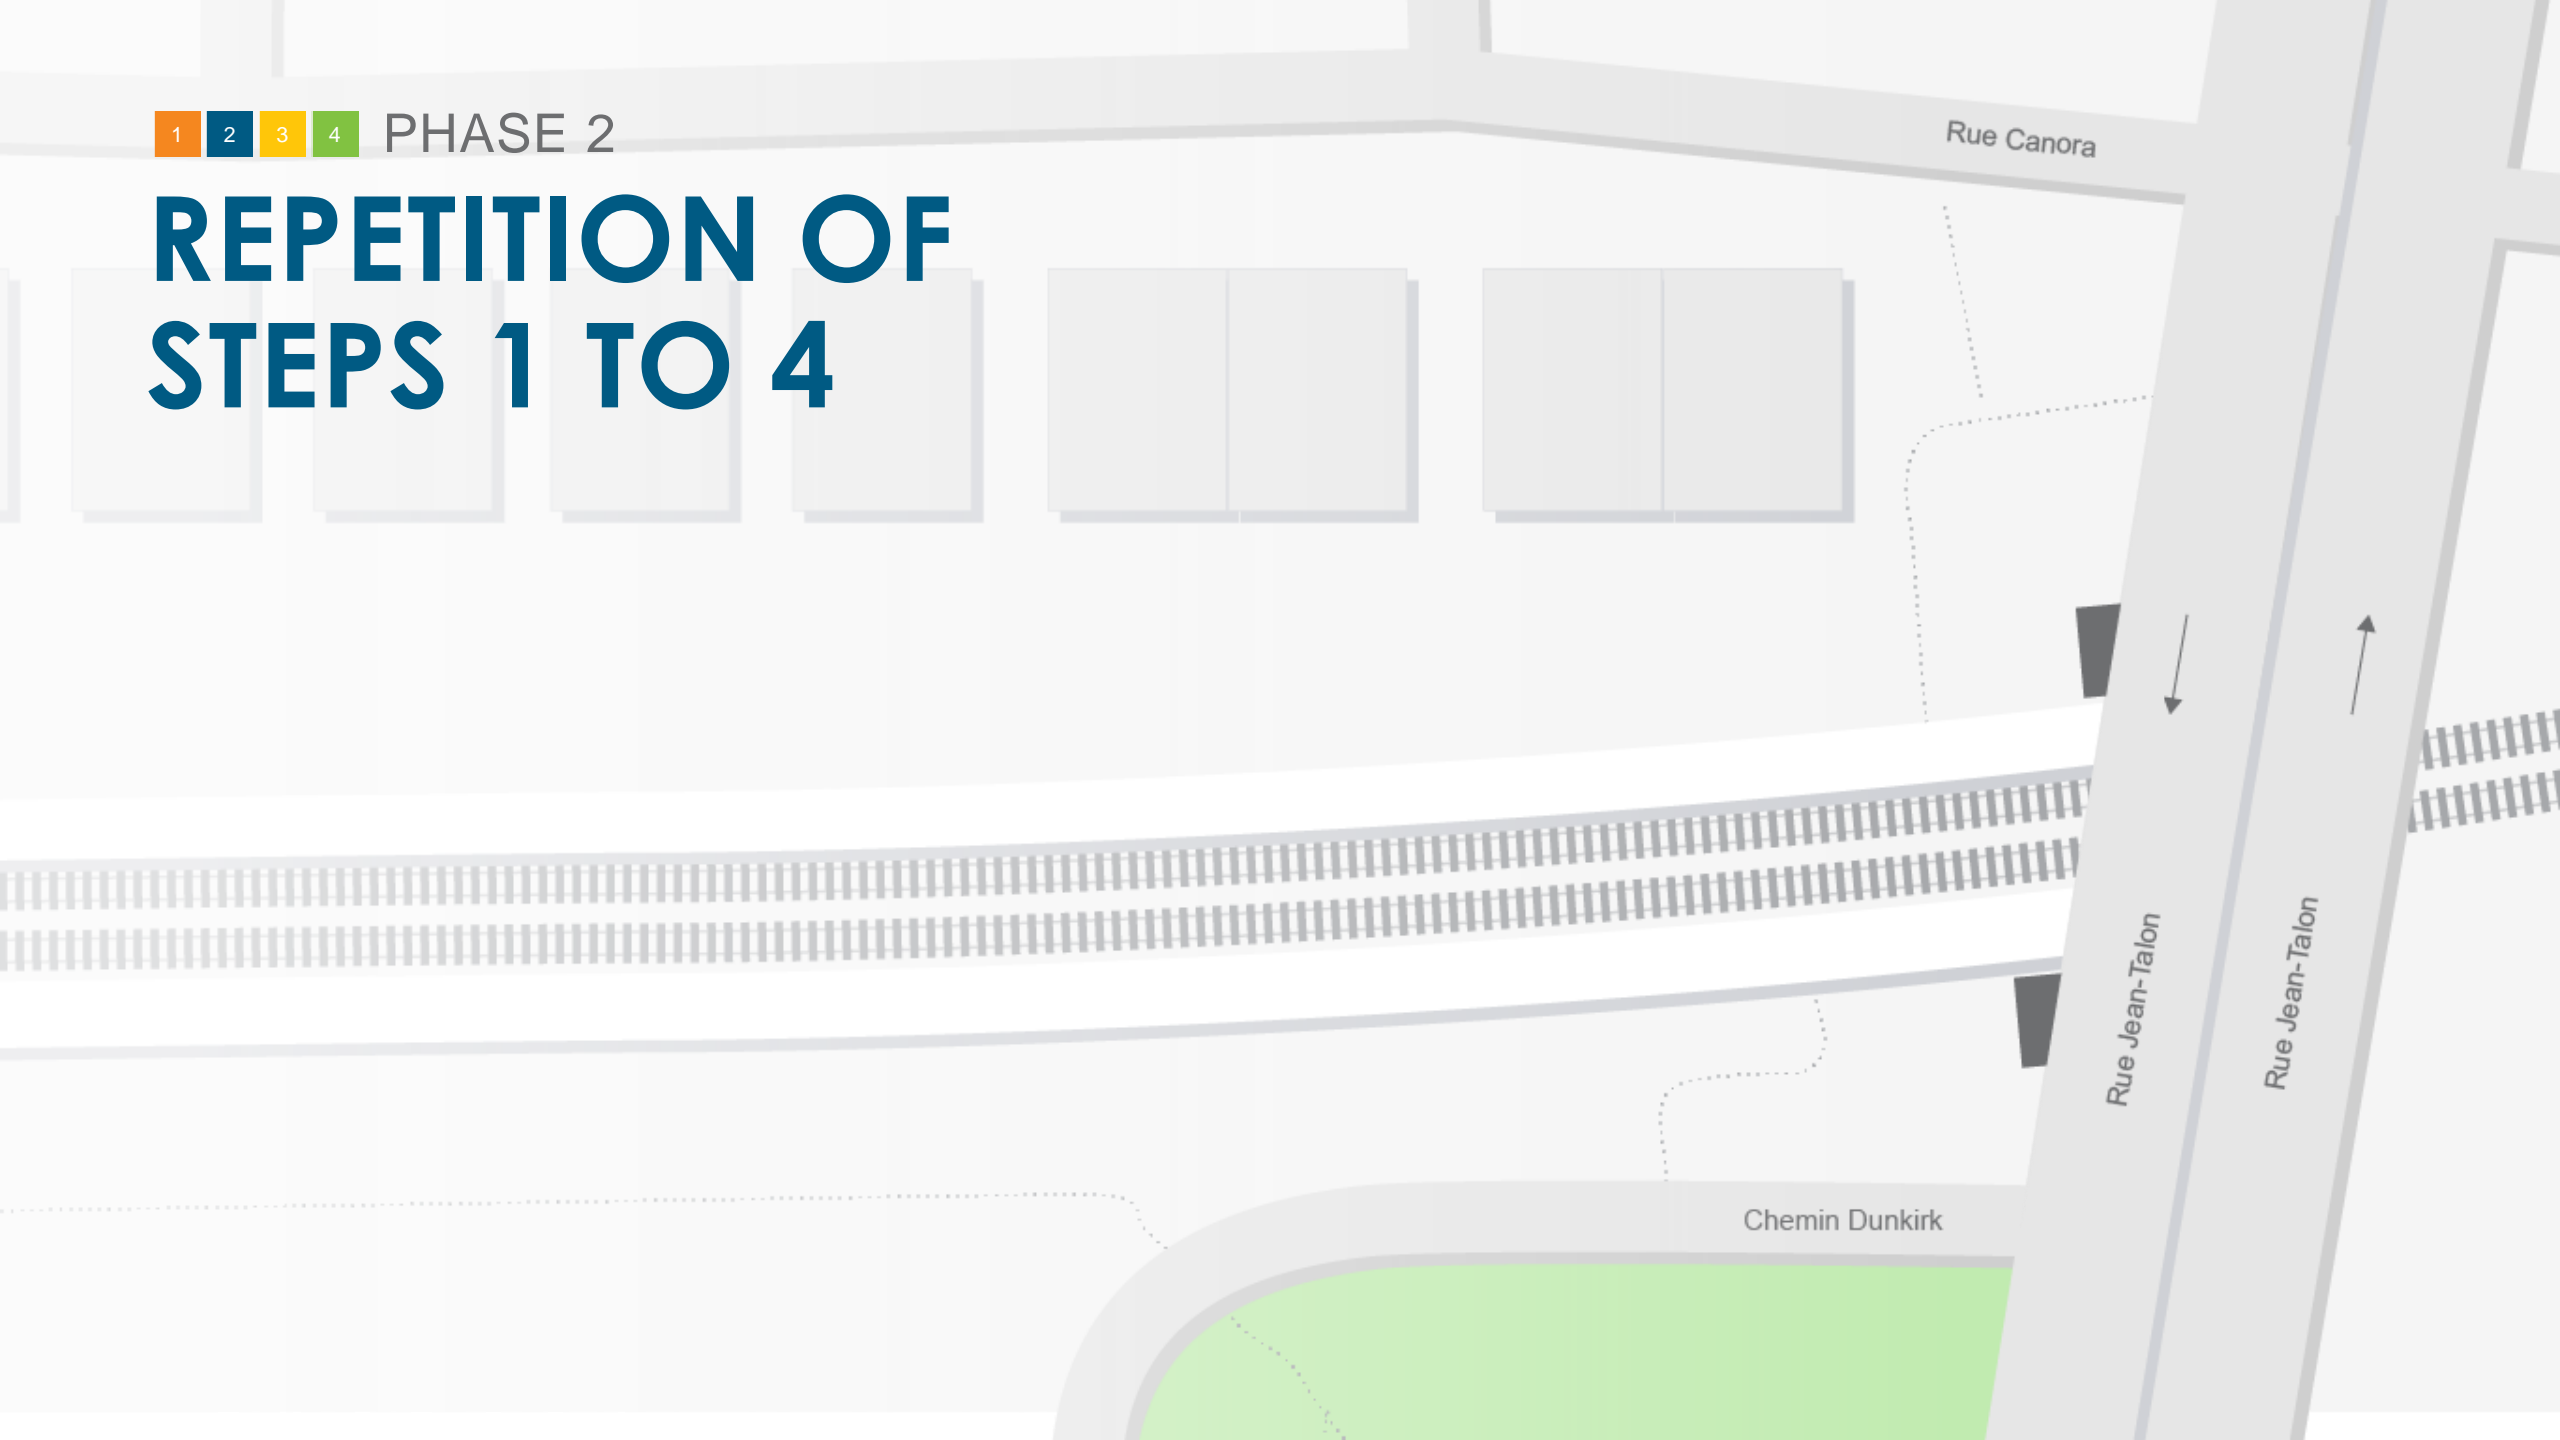 1 2 3 4 PHASE 2
REPETITION OF
STEPS 1 TO 4
Rue Canora
Rue Jean-Talon
Rue Jean-Talon
Chemin Dunkirk